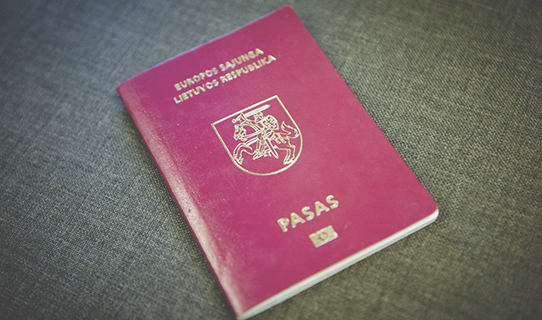 EUROPOS SĄJUNGA
LIETUVOS RESPUBLIKA
PASAS